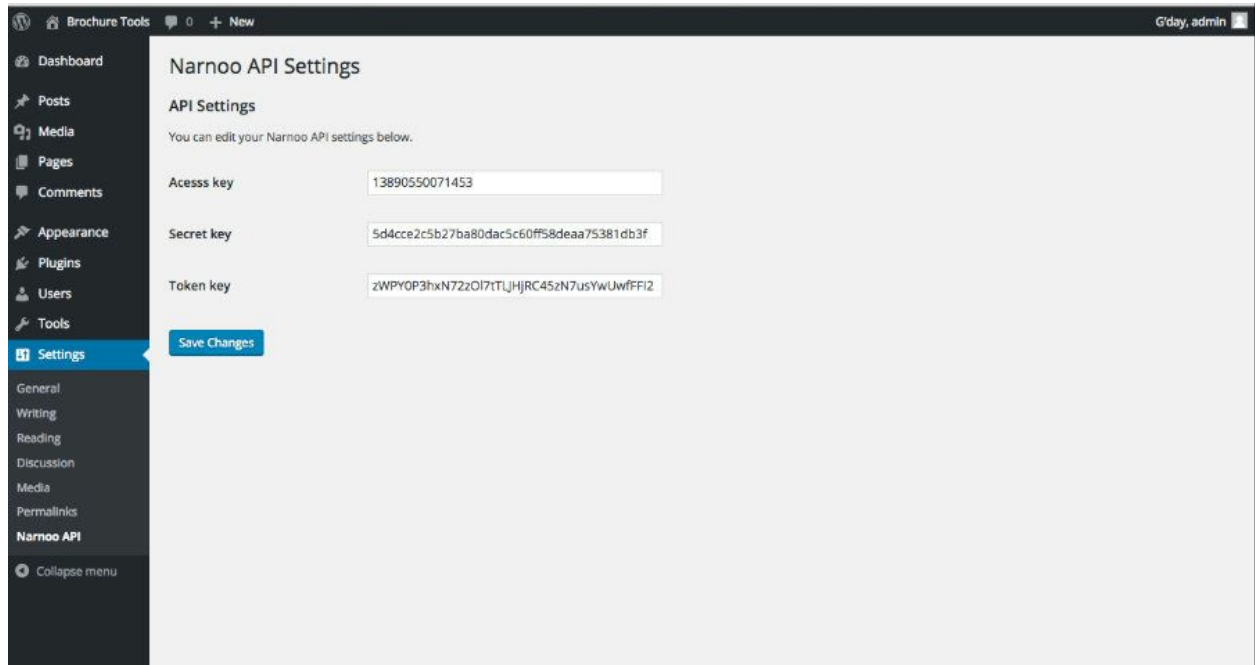 Brochure Tools 0 + New G'day, admin
Dashboard
Posts
Media
Pages
Comments
Appearance
Plugins
Users
Tools
Settings
General
Writing
Reading
Discussion
Media
Permalinks
Narnoo API
Collapse menu
Narnoo API Settings
API Settings
You can edit your Narnoo API settings below.
Acesss key 13890550071453
Secret key 5d4cce2c5b27ba80dac5c60ff58deaa75381db3f
Token key
Save Changes